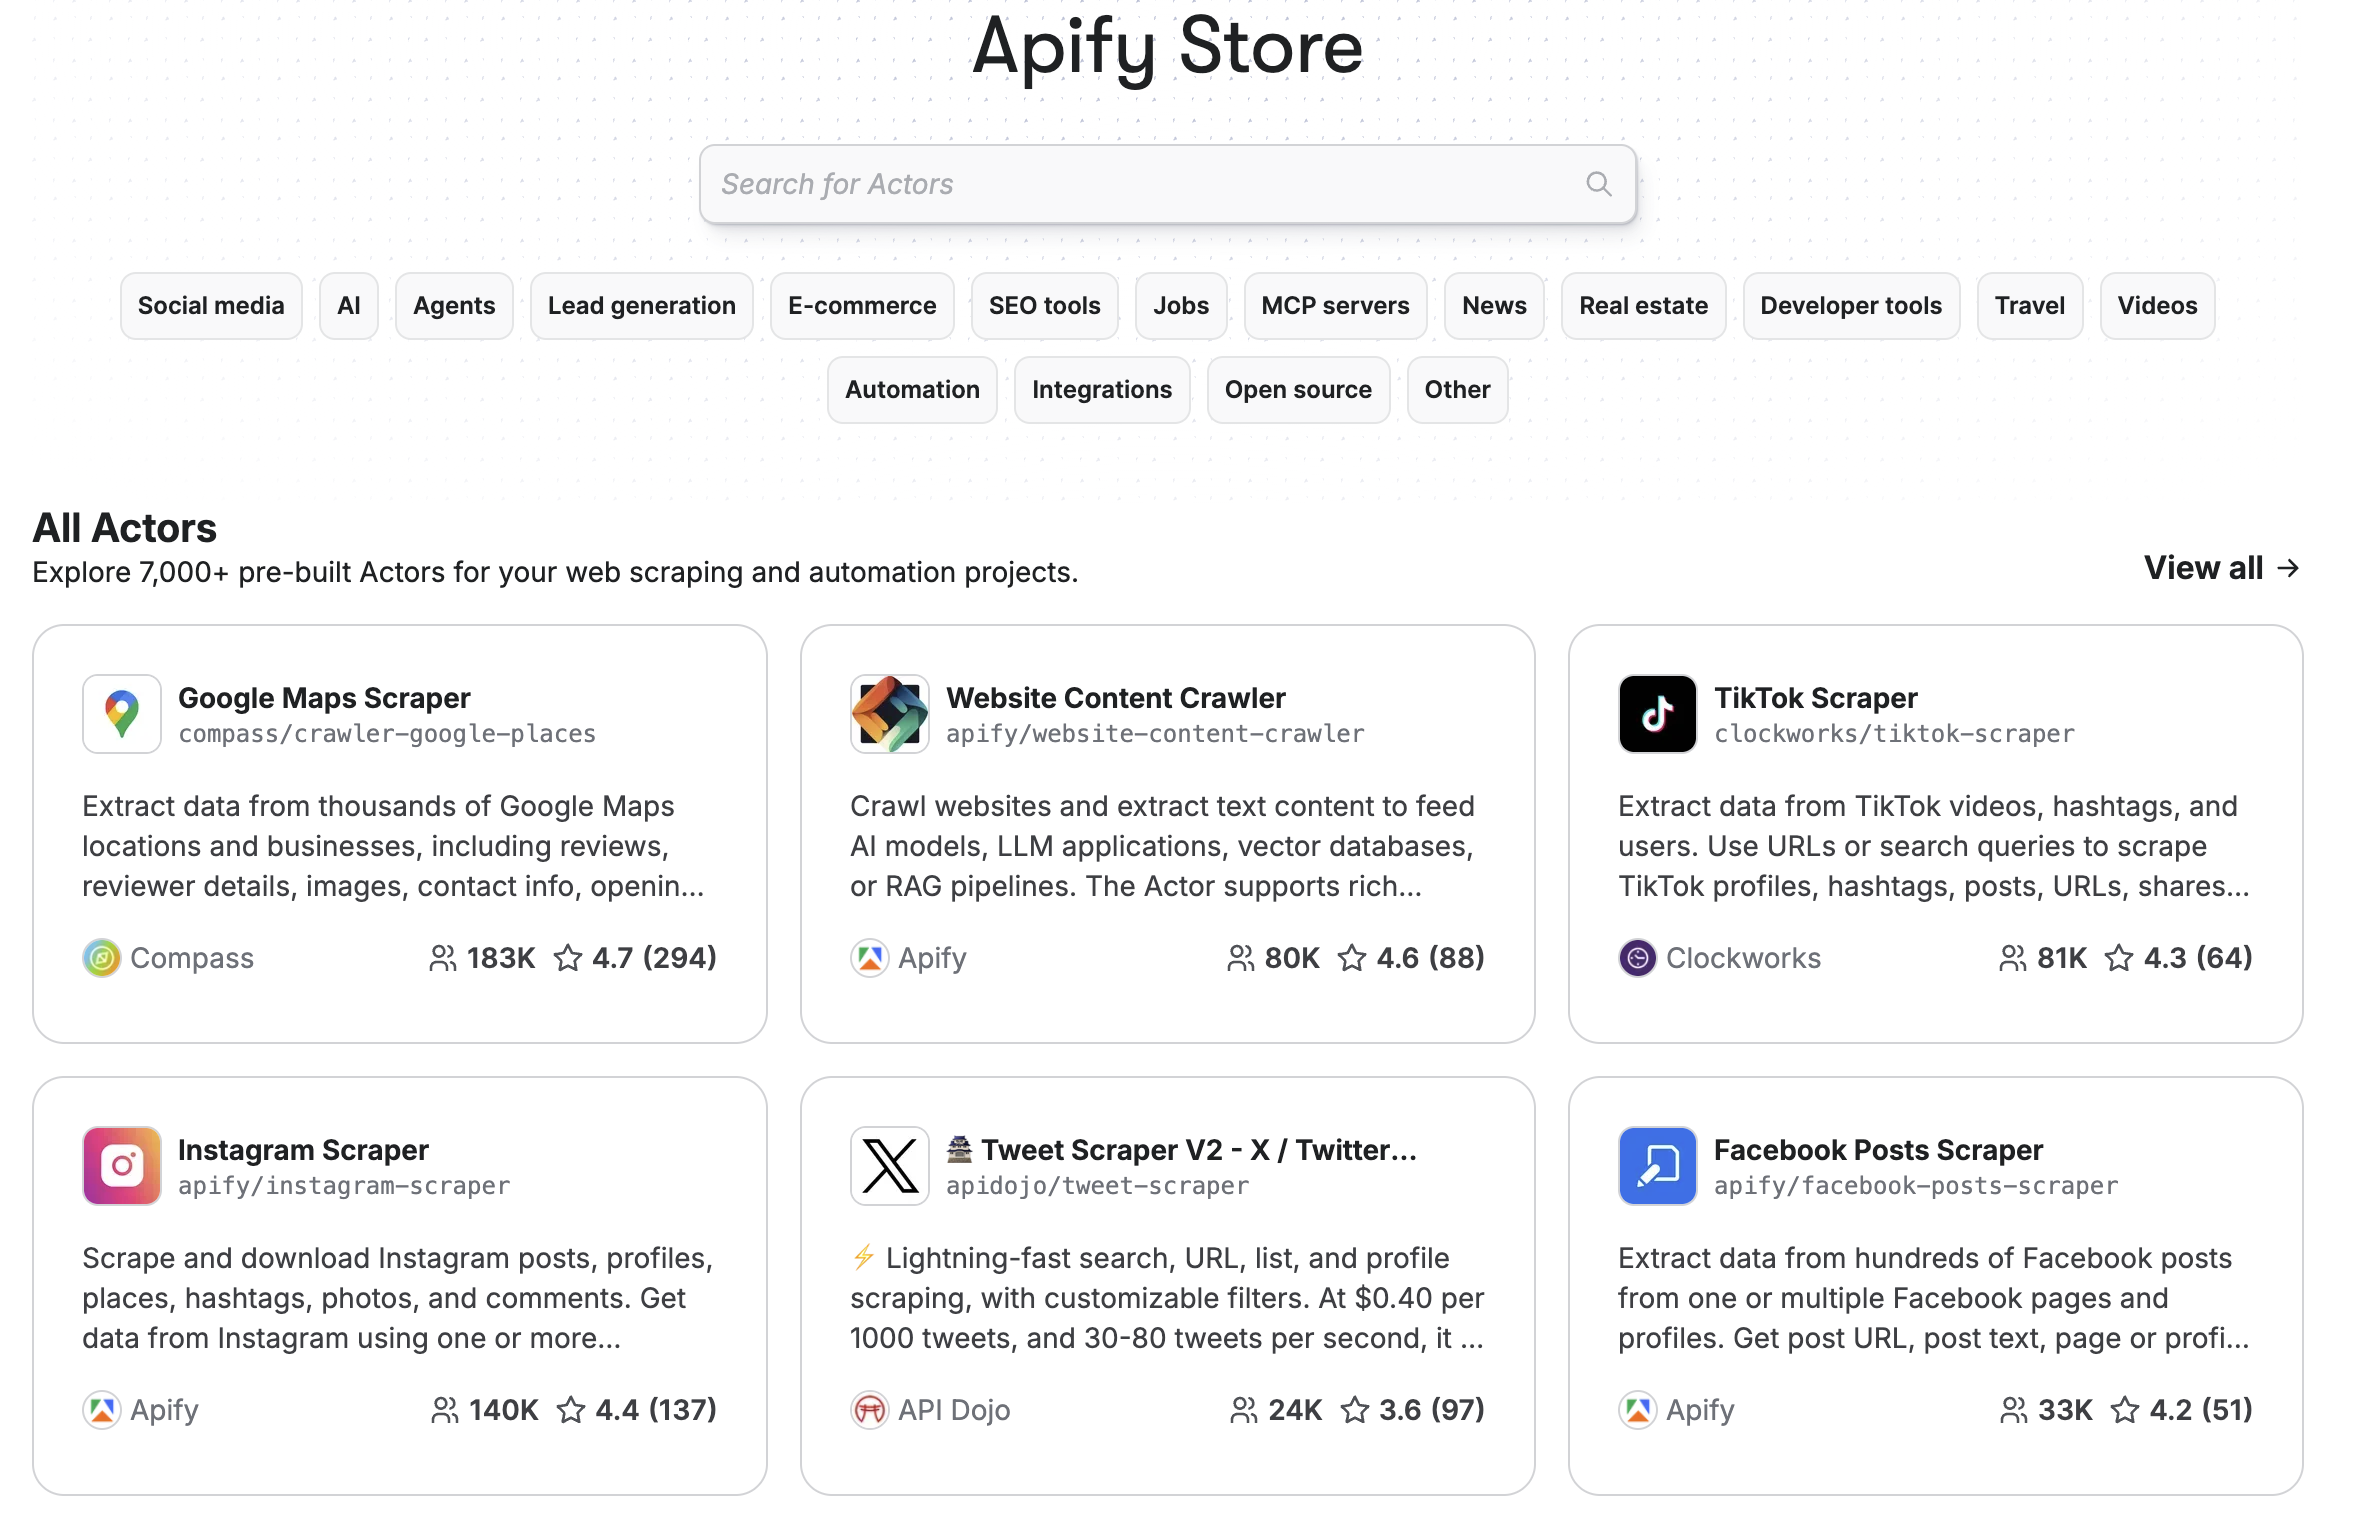 Apify Store
Search for Actors
Social media AI Agents Lead generation E-commerce SEO tools Jobs MCP servers News Real estate Developer tools Travel Videos
Automation Integrations Open source Other
All Actors
Explore 7,000+ pre-built Actors for your web scraping and automation projects.
View all →
Google Maps Scraper
compass/crawler-google-places
Extract data from thousands of Google Maps
locations and businesses, including reviews,
reviewer details, images, contact info, openin...
Compass 183K 4.7 (294)
Website Content Crawler
apify/website-content-crawler
Crawl websites and extract text content to feed
AI models, LLM applications, vector databases,
or RAG pipelines. The Actor supports rich...
Apify 80K 4.6 (88)
TikTok Scraper
clockworks/tiktok-scraper
Extract data from TikTok videos, hashtags, and
users. Use URLs or search queries to scrape
TikTok profiles, hashtags, posts, URLs, shares...
Clockworks 81K 4.3 (64)
Instagram Scraper
apify/instagram-scraper
Scrape and download Instagram posts, profiles,
places, hashtags, photos, and comments. Get
data from Instagram using one or more...
Apify 140K 4.4 (137)
🏯 Tweet Scraper V2 - X / Twitter...
apidojo/tweet-scraper
⚡ Lightning-fast search, URL, list, and profile
scraping, with customizable filters. At $0.40 per
1000 tweets, and 30-80 tweets per second, it ...
API Dojo 24K 3.6 (97)
Facebook Posts Scraper
apify/facebook-posts-scraper
Extract data from hundreds of Facebook posts
from one or multiple Facebook pages and
profiles. Get post URL, post text, page or profi...
Apify 33K 4.2 (51)